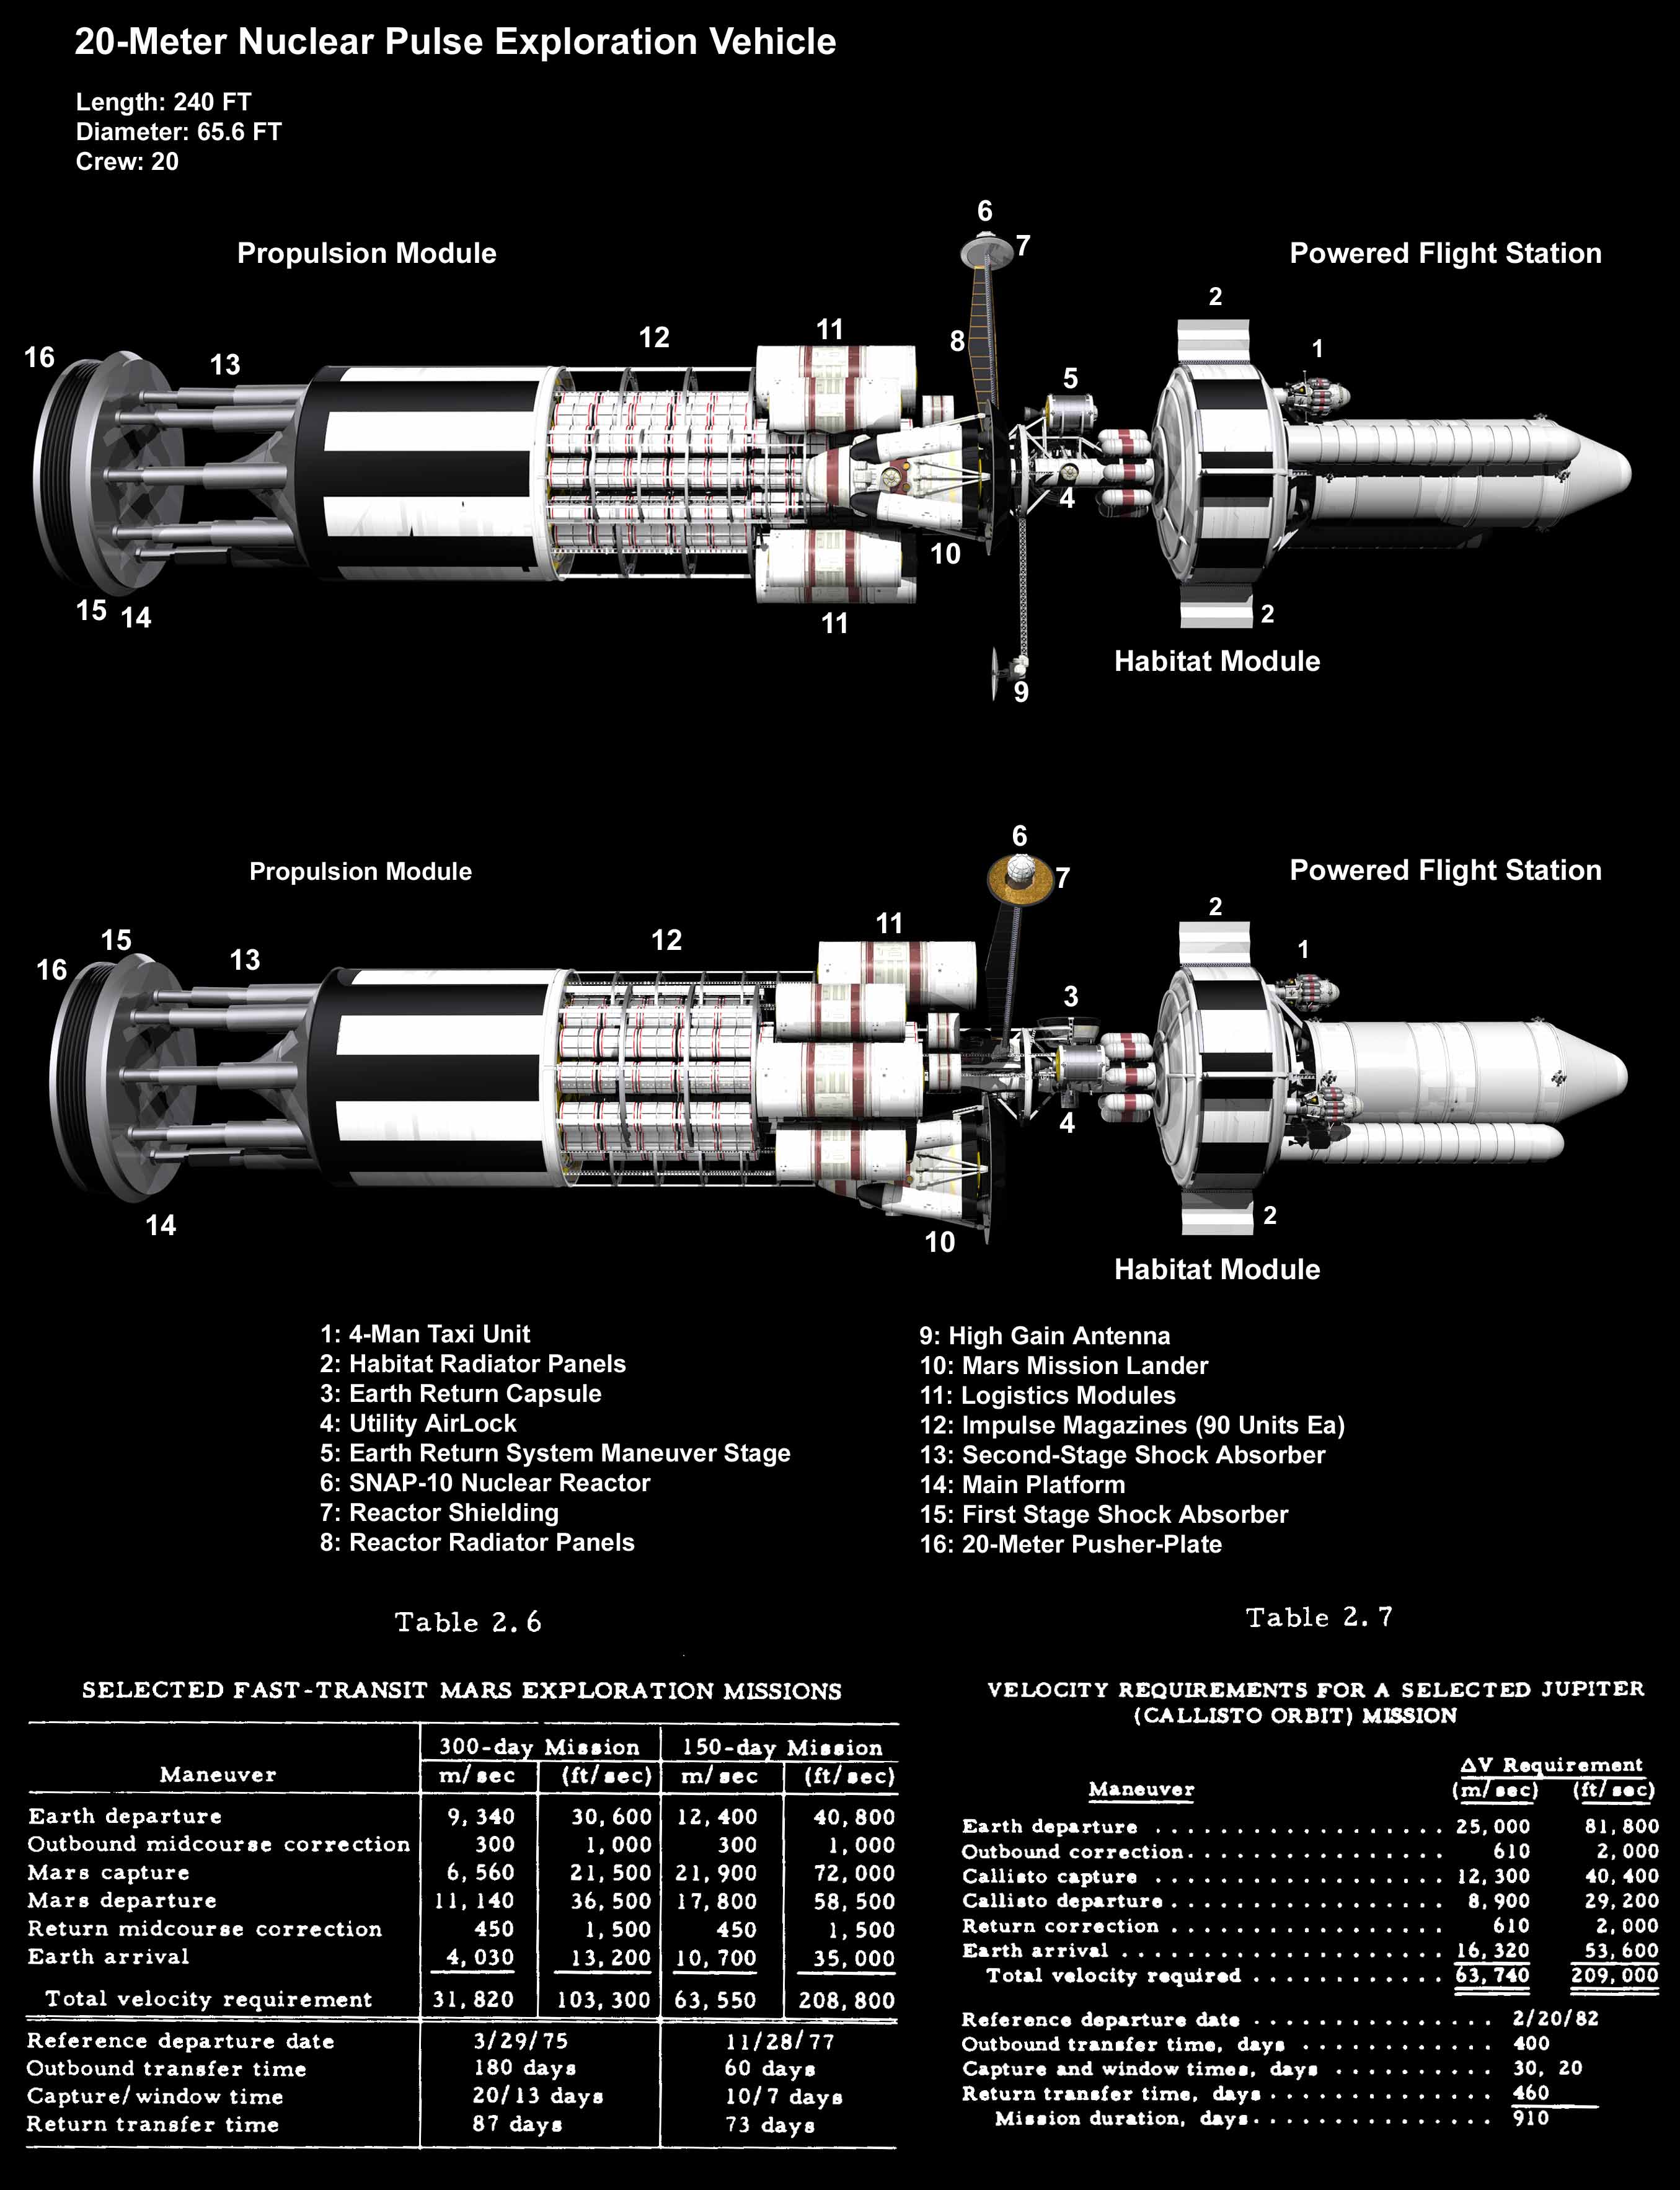 20-Meter Nuclear Pulse Exploration Vehicle
Length: 240 FT
Diameter: 65.6 FT
Crew: 20
6
7
Propulsion Module
Powered Flight Station
2
12
11
8
1
16
13
5
4
10
15
14
11
2
Habitat Module
9
6
Propulsion Module
Powered Flight Station
7
2
15
11
12
1
16
13
3
4
14
10
2
Habitat Module
1: 4-Man Taxi Unit
2: Habitat Radiator Panels
3: Earth Return Capsule
4: Utility AirLock
5: Earth Return System Maneuver Stage
6: SNAP-10 Nuclear Reactor
7: Reactor Shielding
8: Reactor Radiator Panels
9: High Gain Antenna
10: Mars Mission Lander
11: Logistics Modules
12: Impulse Magazines (90 Units Ea)
13: Second-Stage Shock Absorber
14: Main Platform
15: First Stage Shock Absorber
16: 20-Meter Pusher-Plate
Table 2.6
SELECTED FAST-TRANSIT MARS EXPLORATION MISSIONS
300-day Mission 150-day Mission
Maneuver m/sec (ft/sec) m/sec (ft/sec)
Earth departure 9,340 30,600 12,400 40,800
Outbound midcourse correction 300 1,000 300 1,000
Mars capture 6,560 21,500 21,900 72,000
Mars departure 11,140 36,500 17,800 58,500
Return midcourse correction 450 1,500 450 1,500
Earth arrival 4,030 13,200 10,700 35,000
Total velocity requirement 31,820 103,300 63,550 208,800
Reference departure date 3/29/75 11/28/77
Outbound transfer time 180 days 60 days
Capture/window time 20/13 days 10/7 days
Return transfer time 87 days 73 days
Table 2.7
VELOCITY REQUIREMENTS FOR A SELECTED JUPITER
(CALLISTO ORBIT) MISSION
ΔV Requirement
Maneuver (m/sec) (ft/sec)
Earth departure . . . . . . . . . . . . . . . . . . 25,000 81,800
Outbound correction. . . . . . . . . . . . . . . . 610 2,000
Callisto capture . . . . . . . . . . . . . . . . . . 12,300 40,400
Callisto departure . . . . . . . . . . . . . . . . . 8,900 29,200
Return correction . . . . . . . . . . . . . . . . . 610 2,000
Earth arrival . . . . . . . . . . . . . . . . . . . . 16,320 53,600
Total velocity required . . . . . . . . . . . . 63,740 209,000
Reference departure date . . . . . . . . . . . . . . . 2/20/82
Outbound transfer time, days . . . . . . . . . . . . 400
Capture and window times, days . . . . . . . . . . 30, 20
Return transfer time, days . . . . . . . . . . . . . . 460
Mission duration, days. . . . . . . . . . . . . . . 910